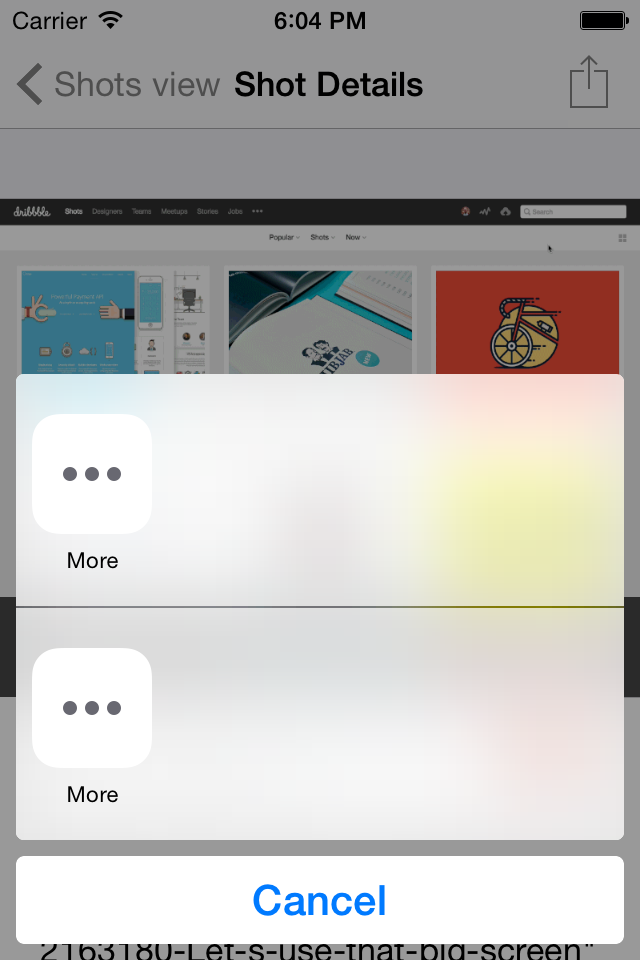 Carrier 6:04 PM
Shots view Shot Details
dribbble Shots Designers Teams Meetups Stories Jobs Search
Popular Shots New
More
More
Cancel
2163180-Let-s-use-that-big-screen"